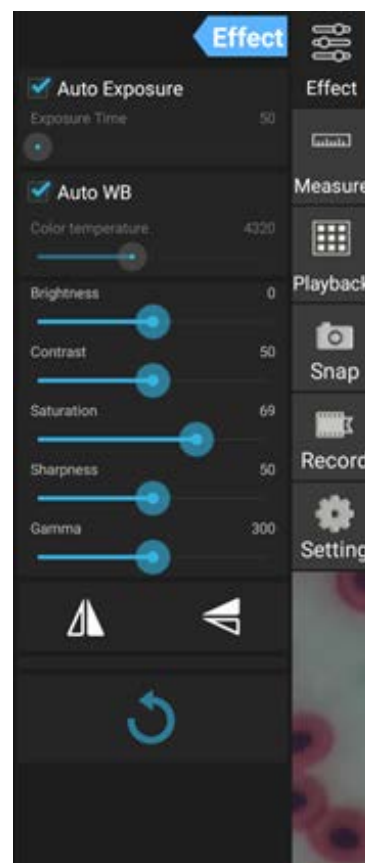 Effect
Auto Exposure
Exposure Time 50
Auto WB
Color temperature 4320
Brightness 0
Contrast 50
Saturation 69
Sharpness 50
Gamma 300
Effect
Measure
Playback
Snap
Record
Setting